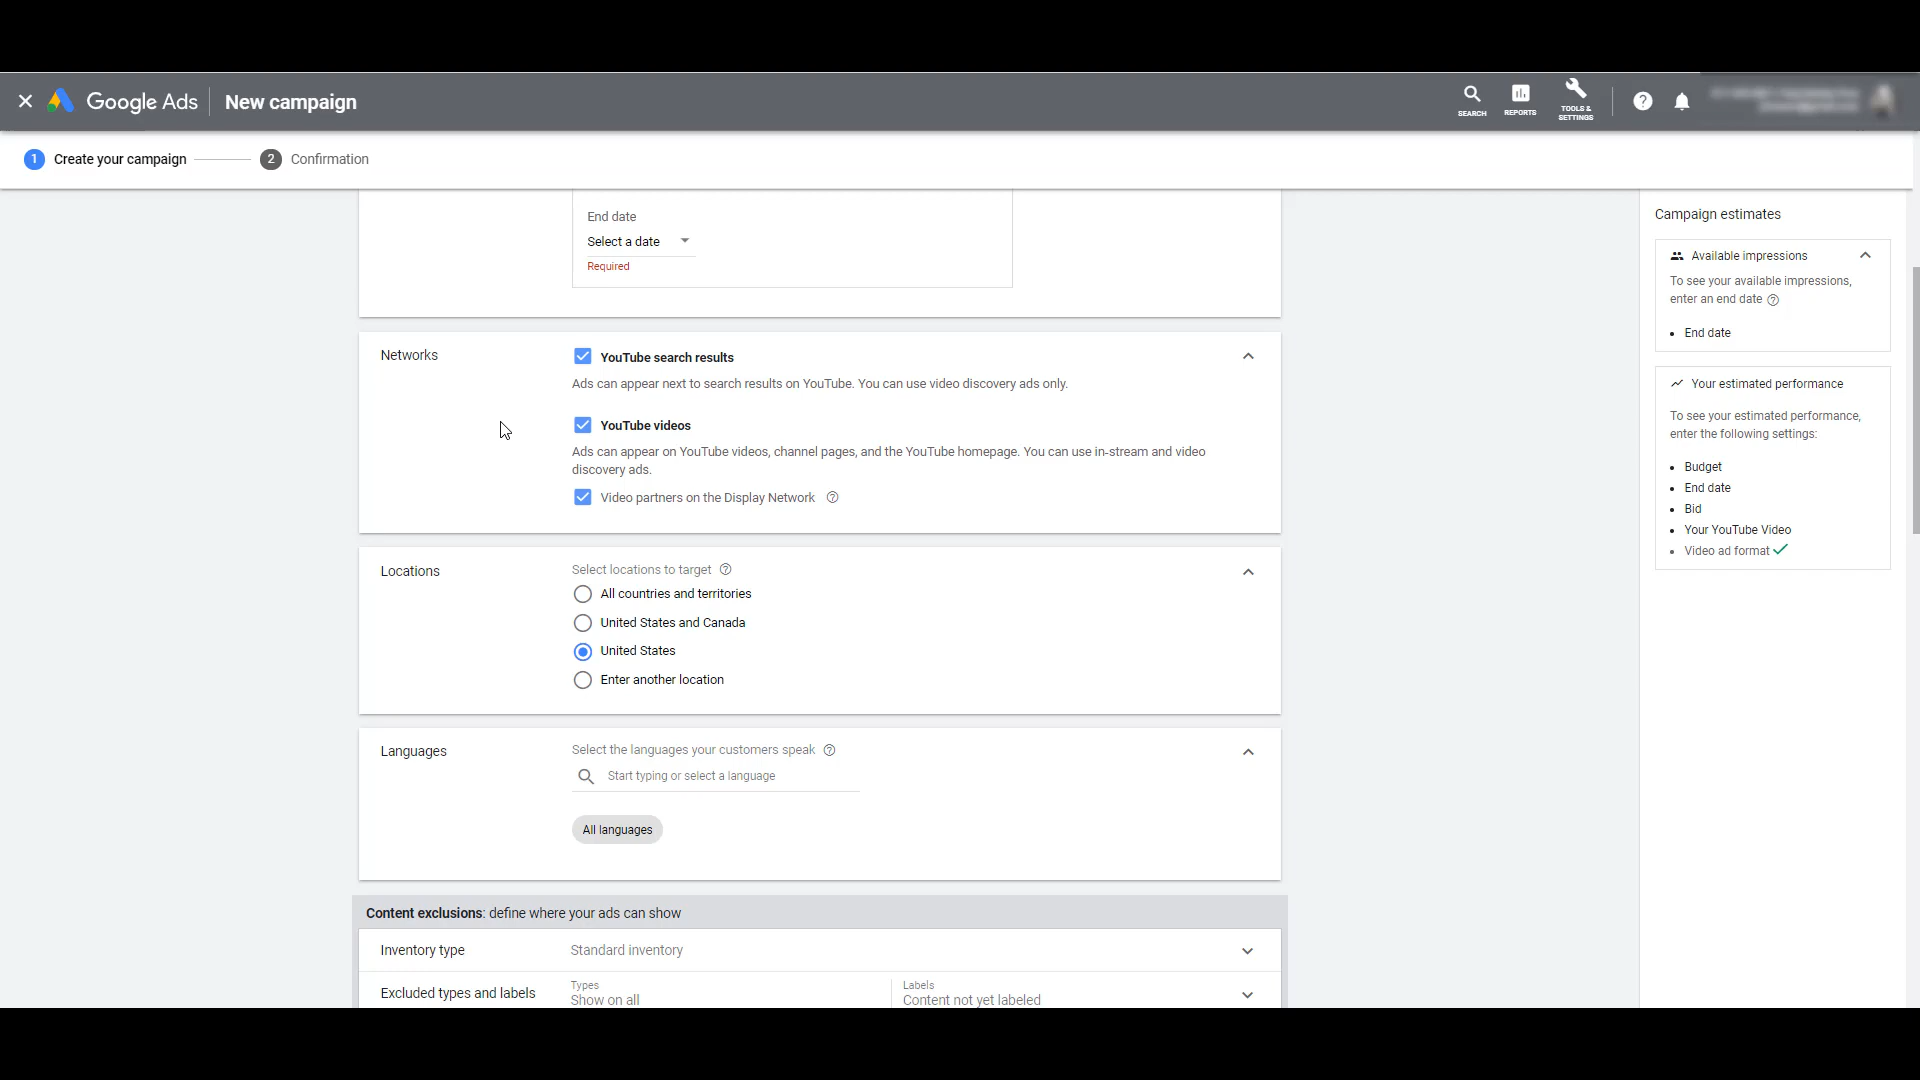 Google Ads
New campaign
SEARCH
REPORTS
TOOLS &
SETTINGS
1 Create your campaign
2 Confirmation
End date
Select a date
Required
Networks
YouTube search results
Ads can appear next to search results on YouTube. You can use video discovery ads only.
YouTube videos
Ads can appear on YouTube videos, channel pages, and the YouTube homepage. You can use in-stream and video
discovery ads.
Video partners on the Display Network
Locations
Select locations to target
All countries and territories
United States and Canada
United States
Enter another location
Languages
Select the languages your customers speak
Start typing or select a language
All languages
Content exclusions: define where your ads can show
Inventory type
Standard inventory
Excluded types and labels
Types
Show on all
Labels
Content not yet labeled
Campaign estimates
Available impressions
To see your available impressions,
enter an end date
End date
Your estimated performance
To see your estimated performance,
enter the following settings:
Budget
End date
Bid
Your YouTube Video
Video ad format